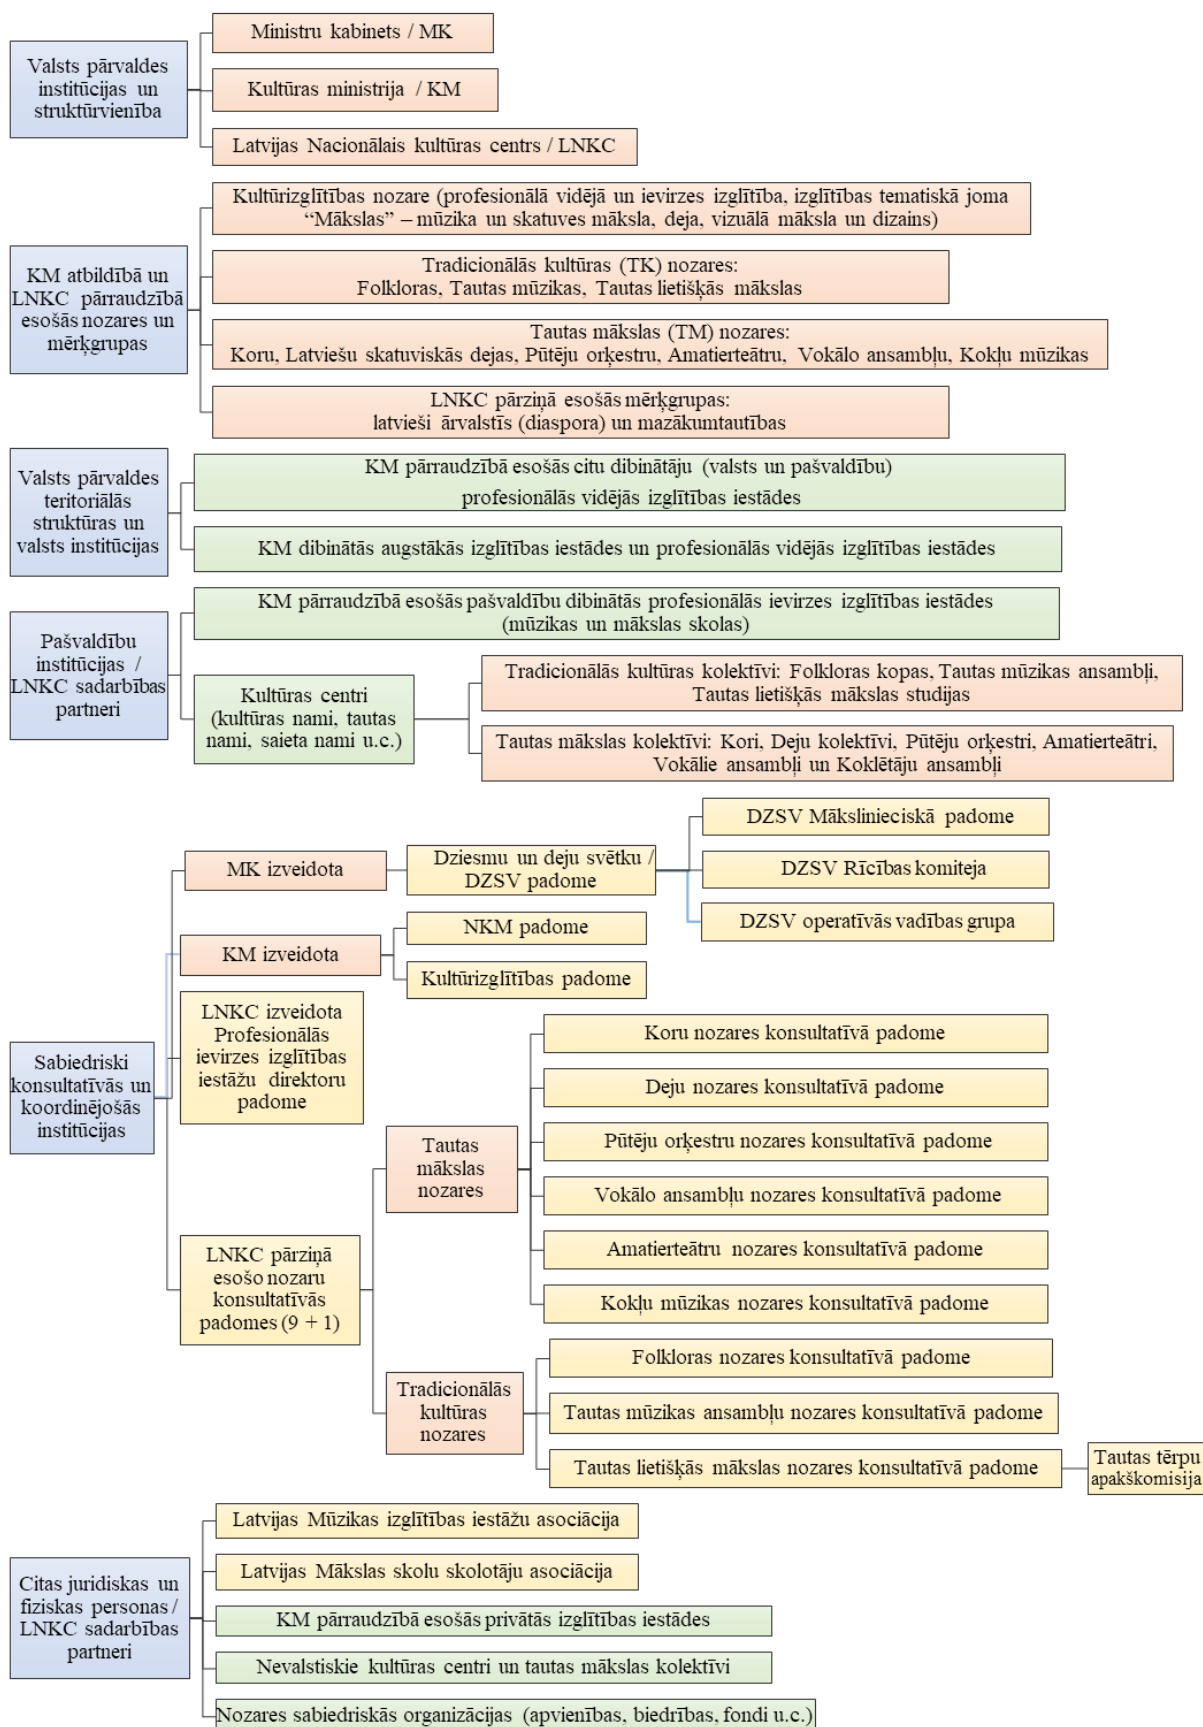 Valsts pārvaldes
institūcijas un
struktūrvienība
Ministru kabinets / MK
Kultūras ministrija / KM
Latvijas Nacionālais kultūras centrs / LNKC
KM atbildībā un
LNKC pārraudzībā
esošās nozares un
mērķgrupas
Kultūrizglītības nozare (profesionālā vidējā un ievirzes izglītība, izglītības tematiskā joma
“Mākslas” – mūzika un skatuves māksla, deja, vizuālā māksla un dizains)
Tradicionālās kultūras (TK) nozares:
Folkloras, Tautas mūzikas, Tautas lietišķās mākslas
Tautas mākslas (TM) nozares:
Koru, Latviešu skatuviskās dejas, Pūtēju orķestru, Amatierteātru, Vokālo ansambļu, Kokļu mūzikas
LNKC pārziņā esošās mērķgrupas:
latvieši ārvalstīs (diaspora) un mazākumtautības
Valsts pārvaldes
teritoriālās
struktūras un
valsts institūcijas
KM pārraudzībā esošās citu dibinātāju (valsts un pašvaldību)
profesionālās vidējās izglītības iestādes
KM dibinātās augstākās izglītības iestādes un profesionālās vidējās izglītības iestādes
Pašvaldību
institūcijas /
LNKC sadarbības
partneri
KM pārraudzībā esošās pašvaldību dibinātās profesionālās ievirzes izglītības iestādes
(mūzikas un mākslas skolas)
Kultūras centri
(kultūras nami, tautas
nami, saieta nami u.c.)
Tradicionālās kultūras kolektīvi: Folkloras kopas, Tautas mūzikas ansambļi,
Tautas lietišķās mākslas studijas
Tautas mākslas kolektīvi: Kori, Deju kolektīvi, Pūtēju orķestri, Amatierteātri,
Vokālie ansambļi un Koklētāju ansambļi
Sabiedriski
konsultatīvās un
koordinējošās
institūcijas
MK izveidota
Dziesmu un deju svētku /
DZSV padome
DZSV Mākslinieciskā padome
DZSV Rīcības komiteja
DZSV operatīvās vadības grupa
KM izveidota
NKM padome
Kultūrizglītības padome
LNKC izveidota
Profesionālās
ievirzes izglītības
iestāžu direktoru
padome
LNKC pārziņā
esošo nozaru
konsultatīvās
padomes (9 + 1)
Tautas
mākslas
nozares
Koru nozares konsultatīvā padome
Deju nozares konsultatīvā padome
Pūtēju orķestru nozares konsultatīvā padome
Vokālo ansambļu nozares konsultatīvā padome
Amatierteātru nozares konsultatīvā padome
Kokļu mūzikas nozares konsultatīvā padome
Tradicionālās
kultūras
nozares
Folkloras nozares konsultatīvā padome
Tautas mūzikas ansambļu nozares konsultatīvā padome
Tautas lietišķās mākslas nozares konsultatīvā padome
Tautas tērpu
apakškomisija
Citas juridiskas un
fiziskas personas /
LNKC sadarbības
partneri
Latvijas Mūzikas izglītības iestāžu asociācija
Latvijas Mākslas skolu skolotāju asociācija
KM pārraudzībā esošās privātās izglītības iestādes
Nevalstiskie kultūras centri un tautas mākslas kolektīvi
Nozares sabiedriskās organizācijas (apvienības, biedrības, fondi u.c.)